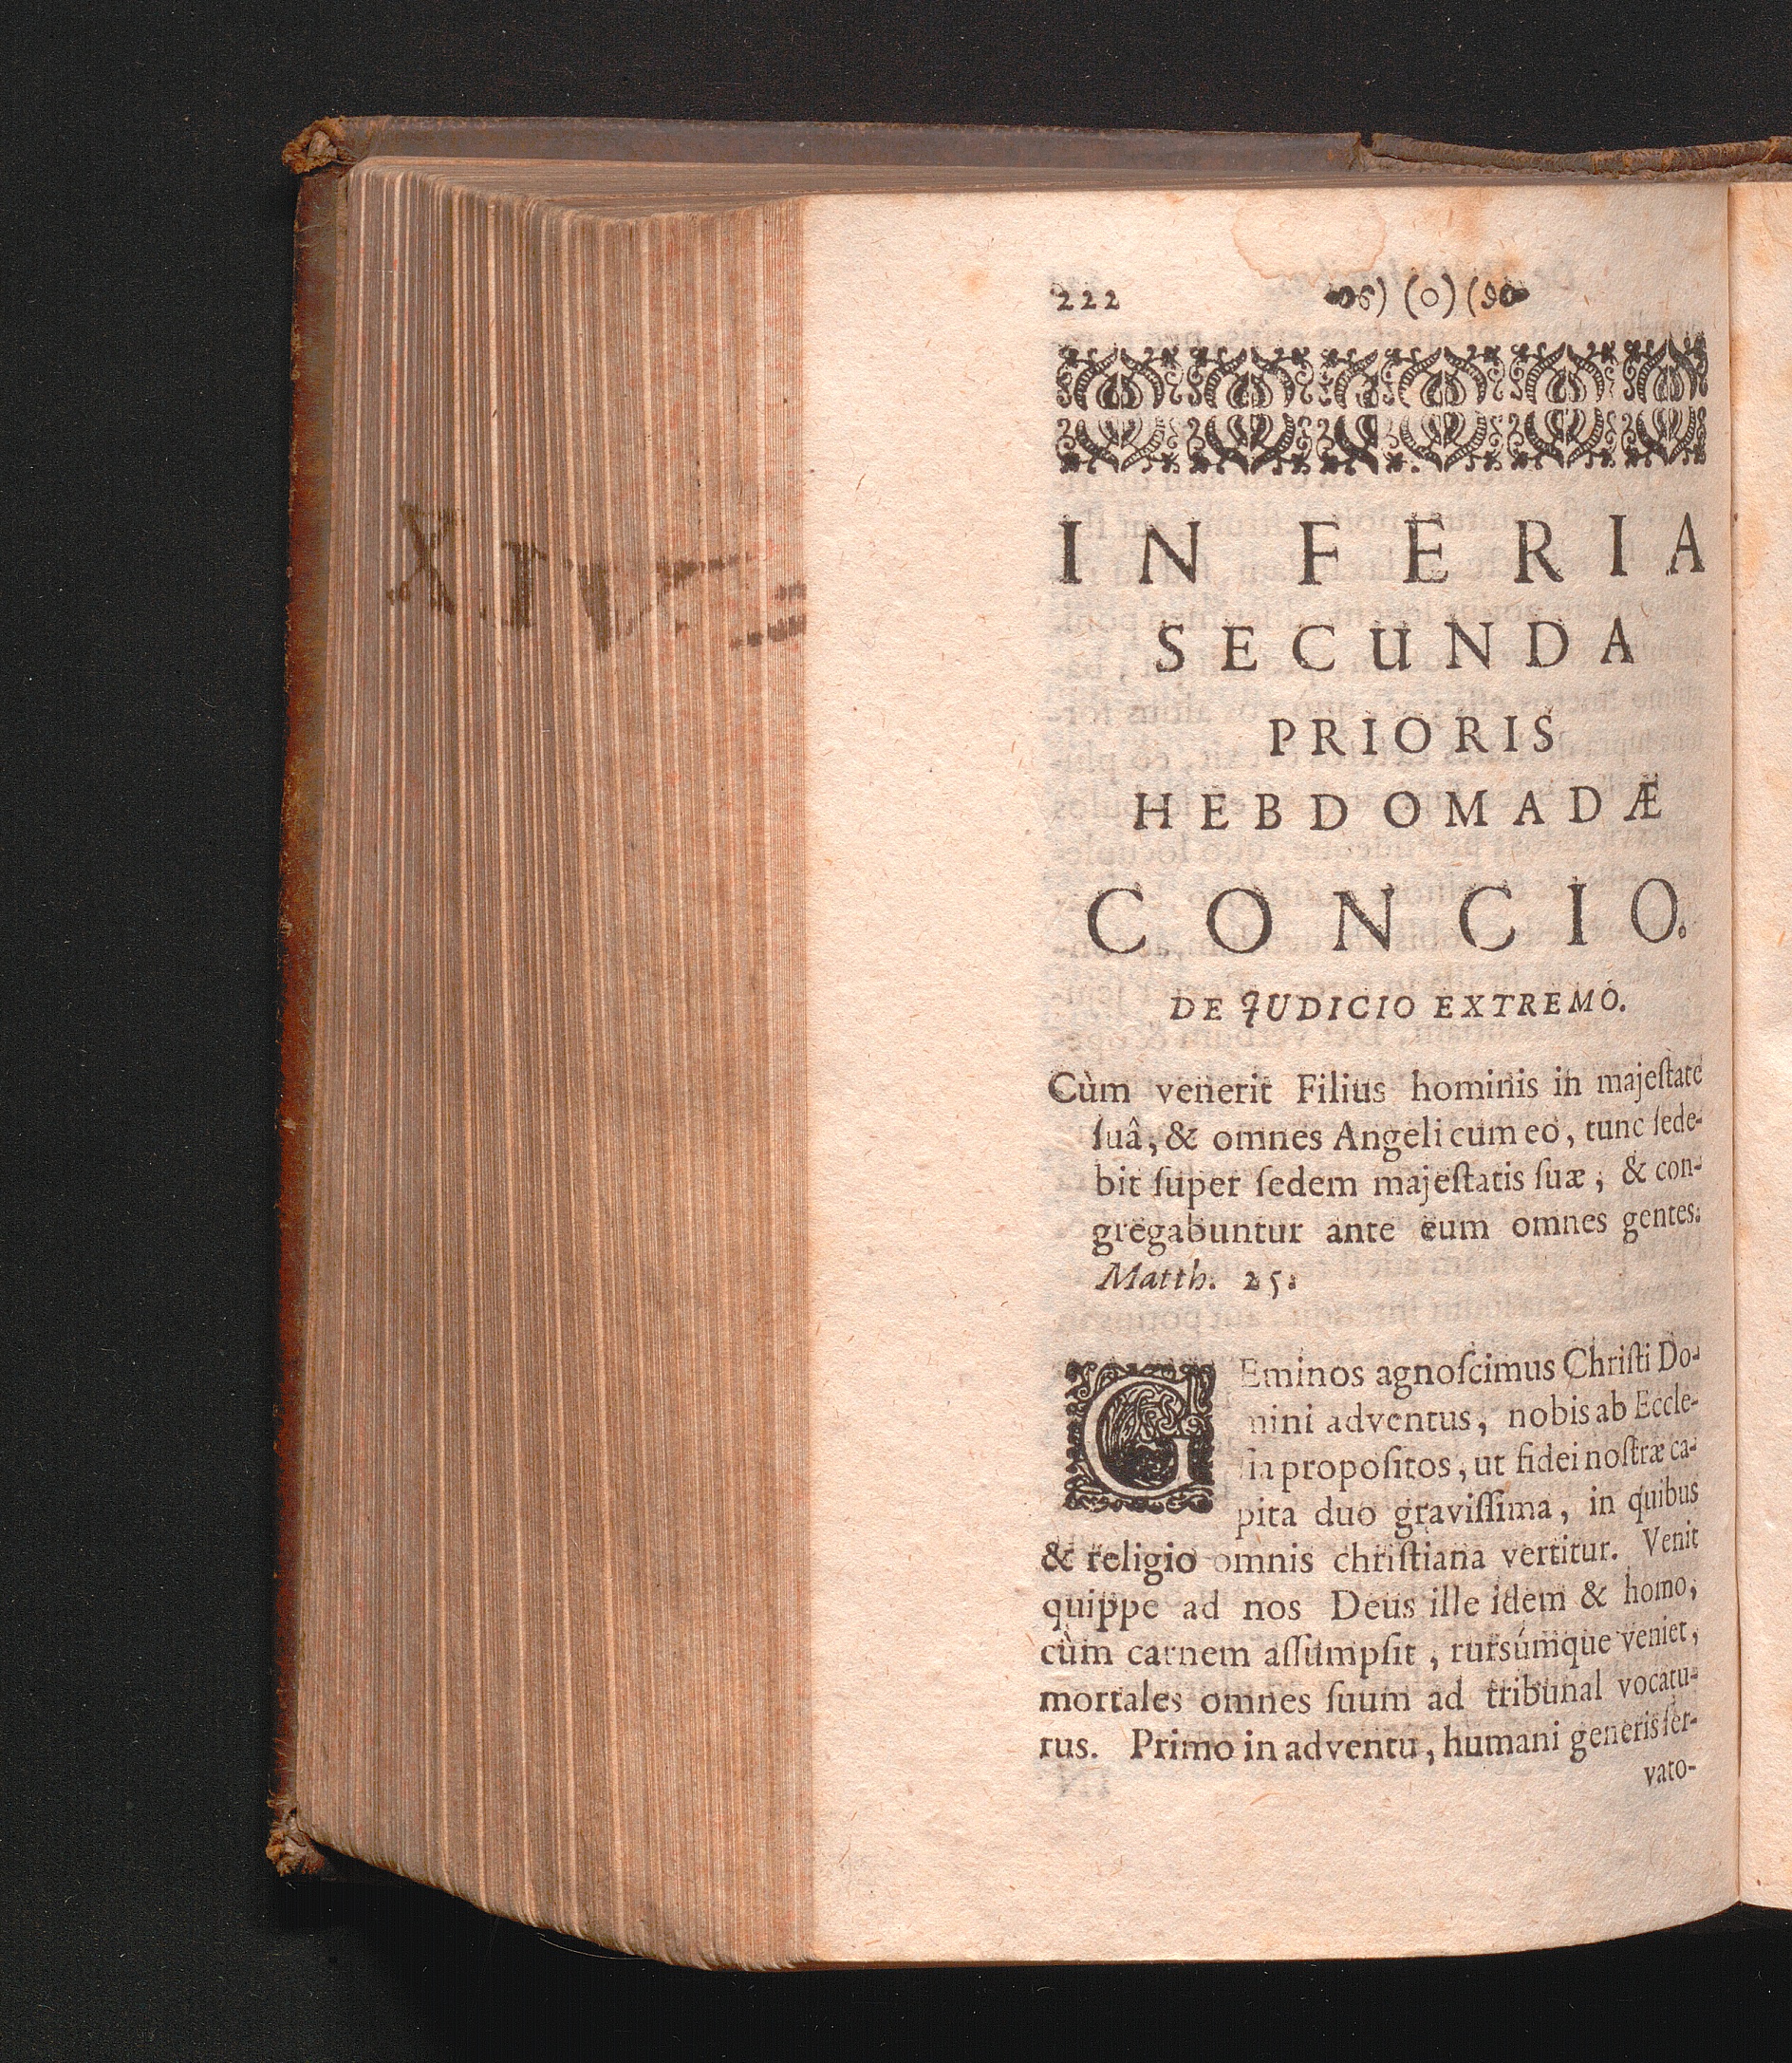 222 (o)
IN FERIA
SECUNDA
PRIORIS
HEBDOMADÆ
CONCIO.
DE JUDICIO EXTREMO.
Cùm venerit Filius hominis in majeſtate
ſuâ, & omnes Angeli cum eo, tunc ſede-
bit ſuper ſedem majeſtatis ſuæ; & con-
gregabuntur ante eum omnes gentes.
Matth. 25.
GEminos agnoſcimus Chriſti Do-
mini adventus, nobis ab Eccle-
ſia propoſitos, ut fidei noſtræ ca-
pita duo graviſſima, in quibus
& religio omnis chriſtiana vertitur. Venit
quippe ad nos Deus ille idem & homo,
cùm carnem aſſumpſit, rursúmque veniet,
mortales omnes ſuum ad tribunal vocatu-
rus. Primo in adventu, humani generis ſer-
vato-